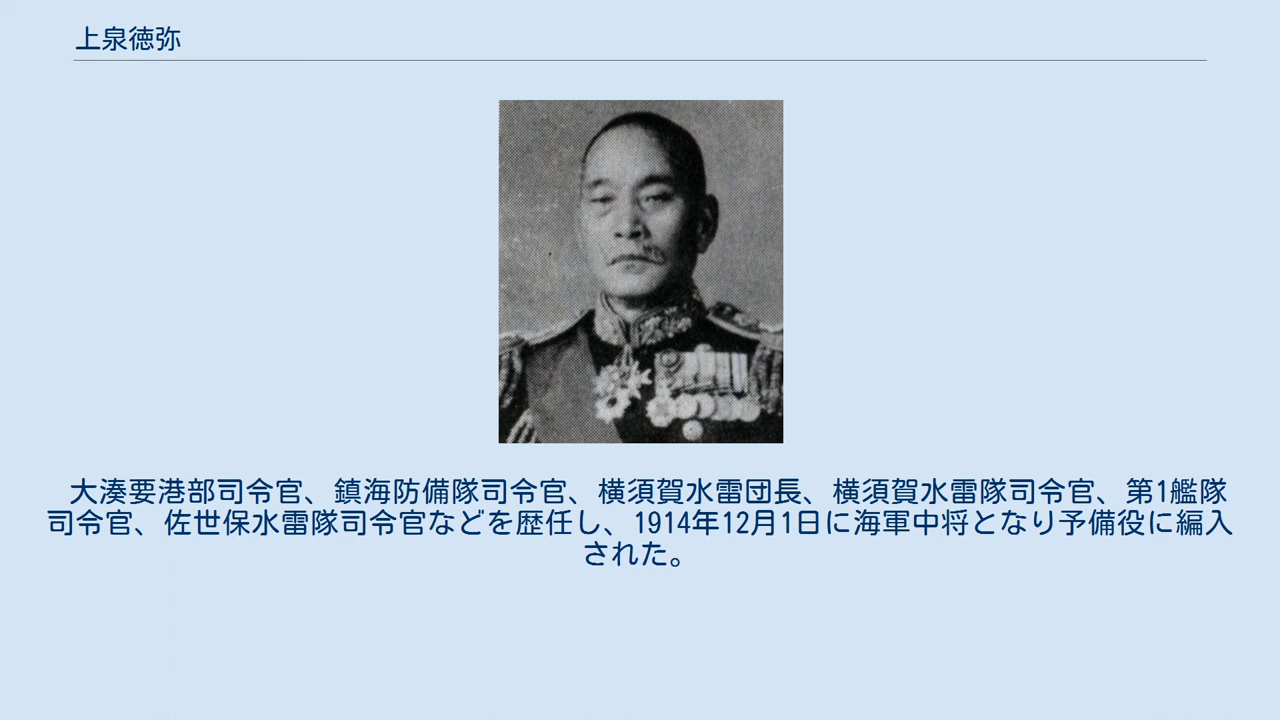 上泉徳弥
大湊要港部司令官、鎮海防備隊司令官、横須賀水雷団長、横須賀水雷隊司令官、第1艦隊
司令官、佐世保水雷隊司令官などを歴任し、1914年12月1日に海軍中将となり予備役に編入
された。